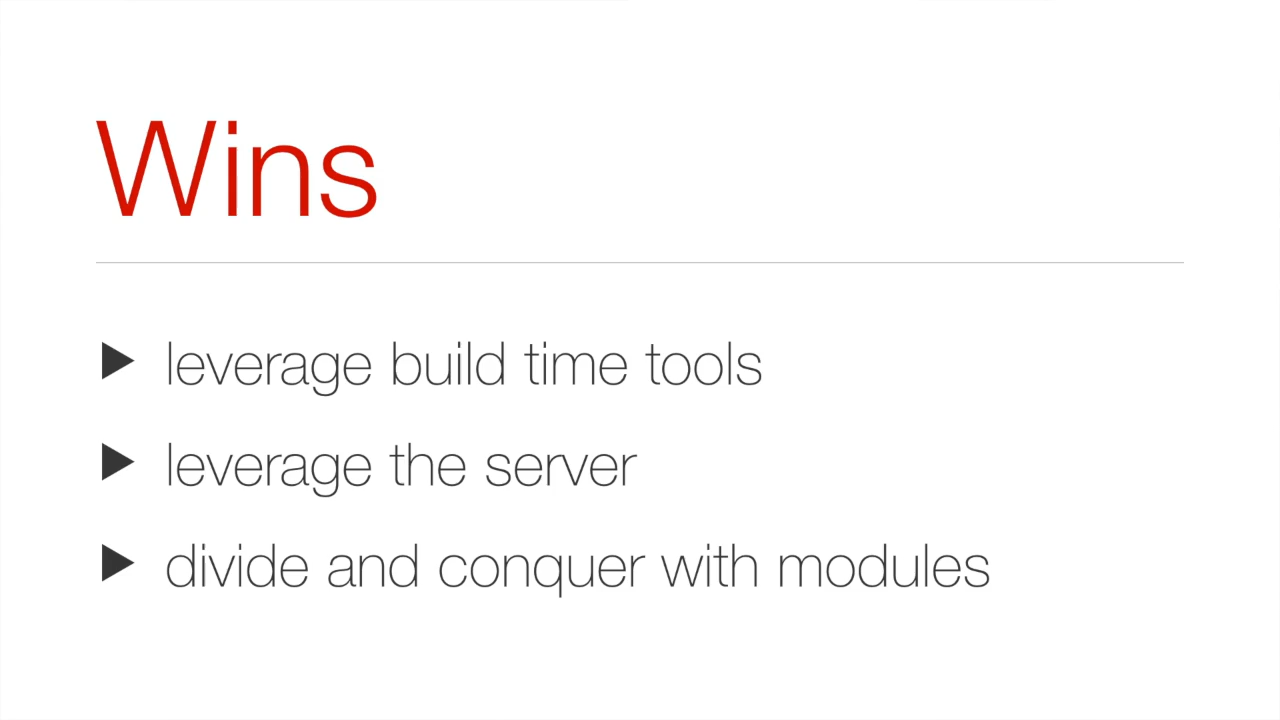 Wins
leverage build time tools
leverage the server
divide and conquer with modules